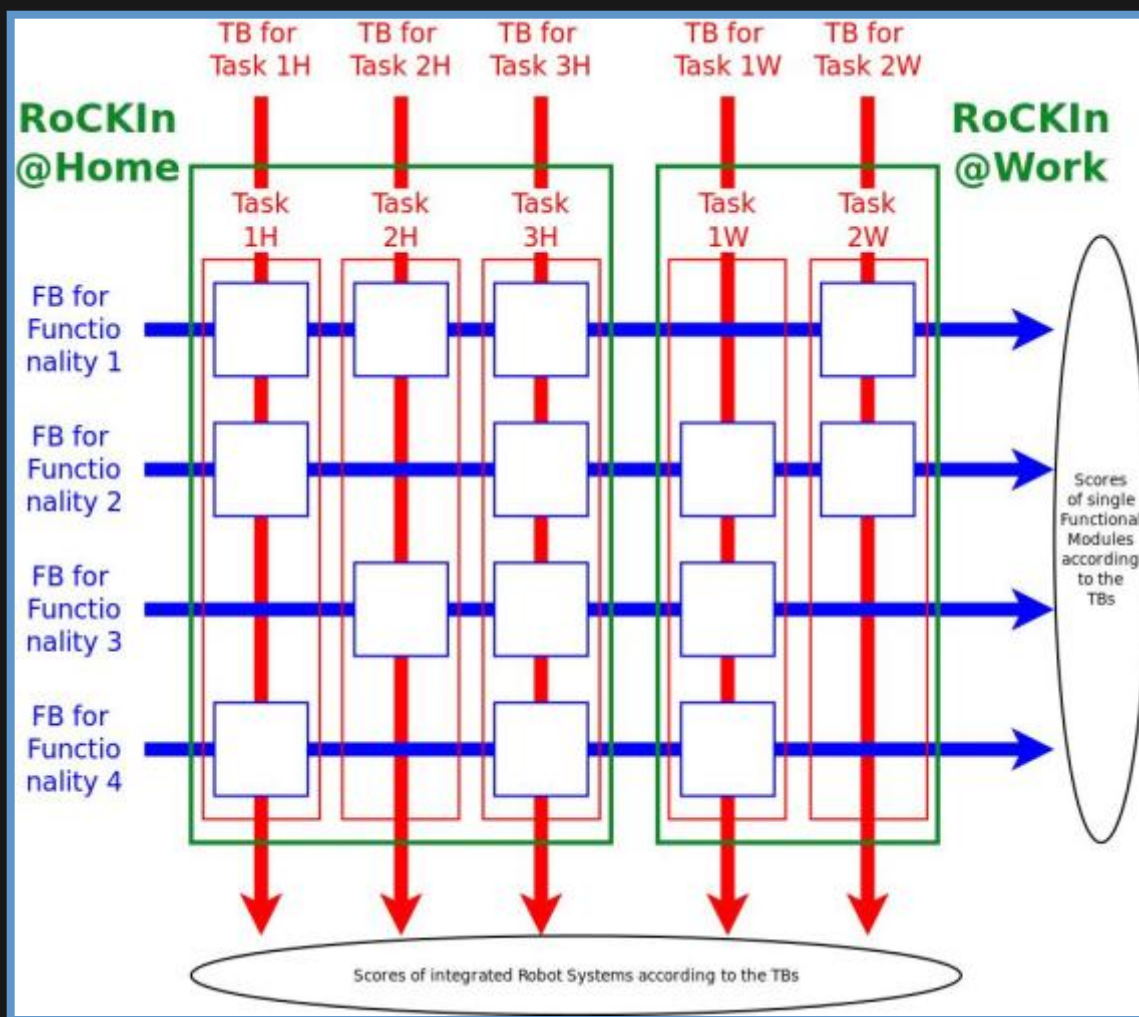 TB for
Task 1H
TB for
Task 2H
TB for
Task 3H
TB for
Task 1W
TB for
Task 2W
RoCKIn
@Home
RoCKIn
@Work
Task
1H
Task
2H
Task
3H
Task
1W
Task
2W
FB for
Functio
nality 1
FB for
Functio
nality 2
FB for
Functio
nality 3
FB for
Functio
nality 4
Scores
of single
Functional
Modules
according
to the
TBs
Scores of integrated Robot Systems according to the TBs